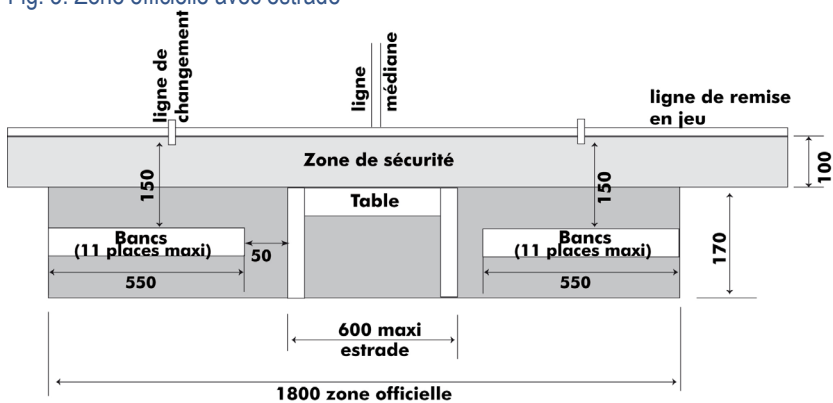 Fig. 3: Zone officielle avec estrade
ligne de
changement
ligne
médiane
ligne de remise
en jeu
Zone de sécurité
100
150
150
Table
Bancs
(11 places maxi)
50
Bancs
(11 places maxi)
170
550
550
600 maxi
estrade
1800 zone officielle